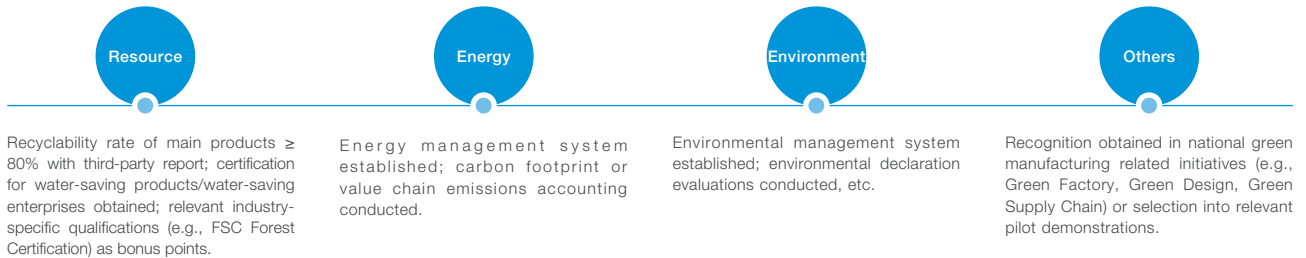 Resource
Energy
Environment
Others
Recyclability rate of main products ≥
80% with third-party report; certification
for water-saving products/water-saving
enterprises obtained; relevant industry-
specific qualifications (e.g., FSC Forest
Certification) as bonus points.
Energy management system
established; carbon footprint or
value chain emissions accounting
conducted.
Environmental management system
established; environmental declaration
evaluations conducted, etc.
Recognition obtained in national green
manufacturing related initiatives (e.g.,
Green Factory, Green Design, Green
Supply Chain) or selection into relevant
pilot demonstrations.